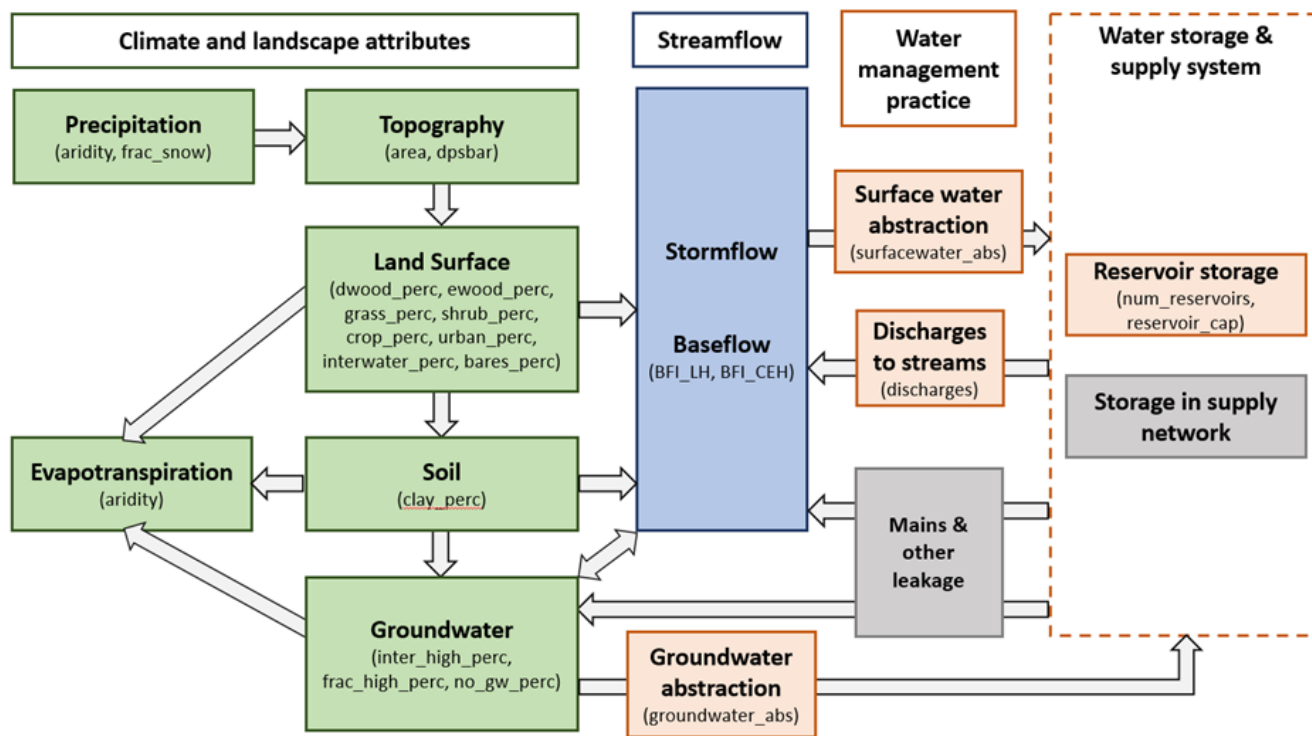 Climate and landscape attributes
Streamflow
Water
management
practice
Water storage &
supply system
Precipitation
(aridity, frac_snow)
Topography
(area, dpsbar)
Land Surface
(dwood_perc, ewood_perc,
grass_perc, shrub_perc,
crop_perc, urban_perc,
interwater_perc, bares_perc)
Evapotranspiration
(aridity)
Soil
(clay_perc)
Groundwater
(inter_high_perc,
frac_high_perc, no_gw_perc)
Stormflow
Baseflow
(BFI_LH, BFI_CEH)
Surface water
abstraction
(surfacewater_abs)
Discharges
to streams
(discharges)
Mains &
other
leakage
Groundwater
abstraction
(groundwater_abs)
Reservoir storage
(num_reservoirs,
reservoir_cap)
Storage in supply
network